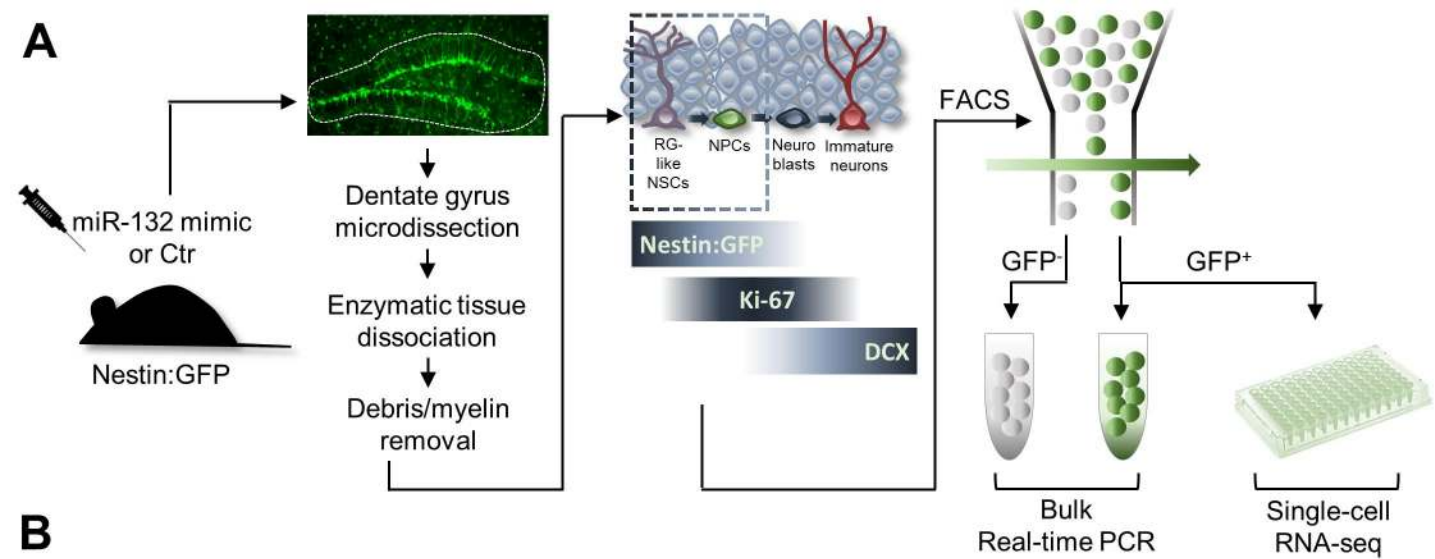 A
miR-132 mimic
or Ctr
Nestin:GFP
Dentate gyrus
microdissection
Enzymatic tissue
dissociation
Debris/myelin
removal
RG-
like
NSCs
NPCs
Neuro
blasts
Immature
neurons
Nestin:GFP
Ki-67
DCX
FACS
GFP-
GFP+
Bulk
Real-time PCR
Single-cell
RNA-seq
B